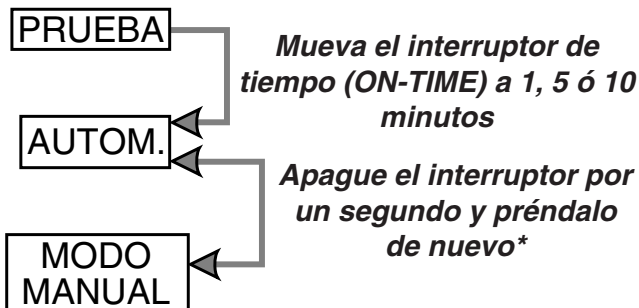 PRUEBA
Mueva el interruptor de
tiempo (ON-TIME) a 1, 5 ó 10
minutos
AUTOM.
Apague el interruptor por
un segundo y préndalo
de nuevo*
MODO
MANUAL